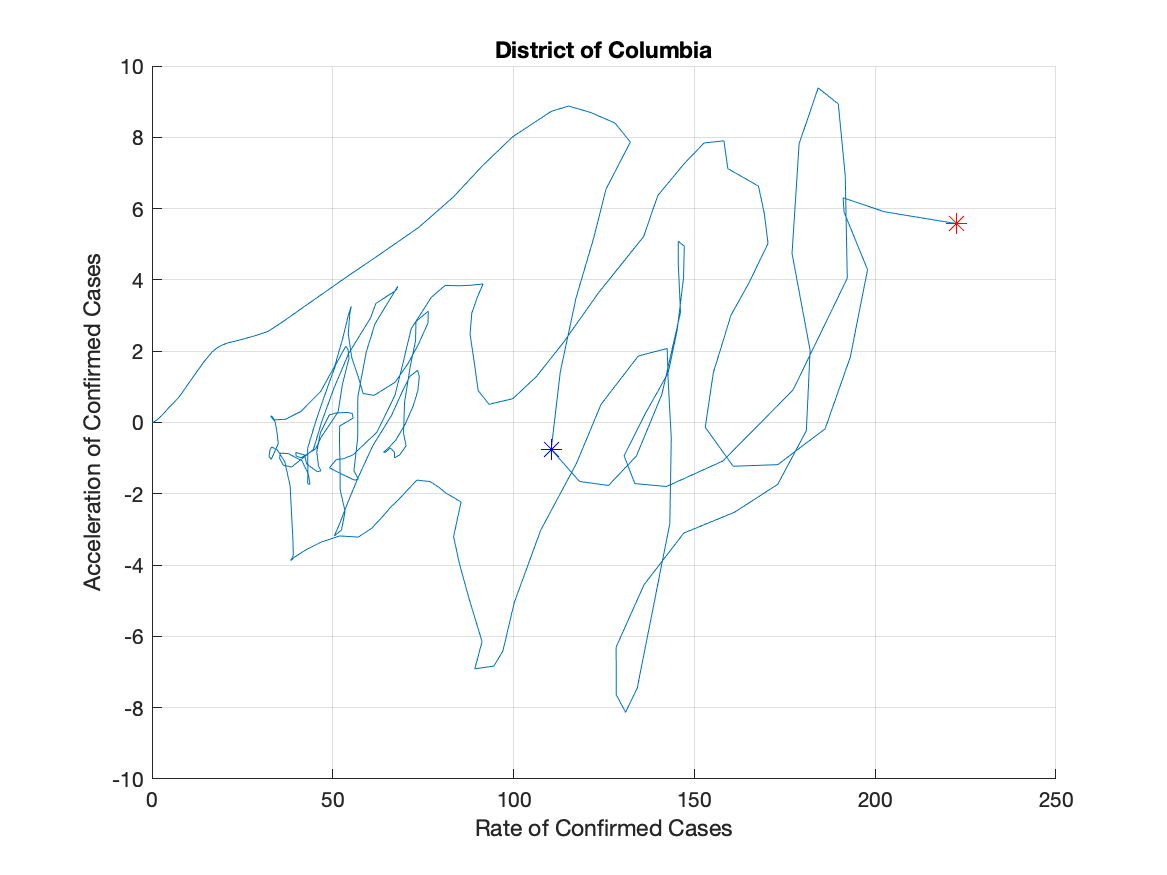 District of Columbia
10
8
6
4
2
0
-2
-4
-6
-8
-10
Acceleration of Confirmed Cases
0 50 100 150 200 250
Rate of Confirmed Cases